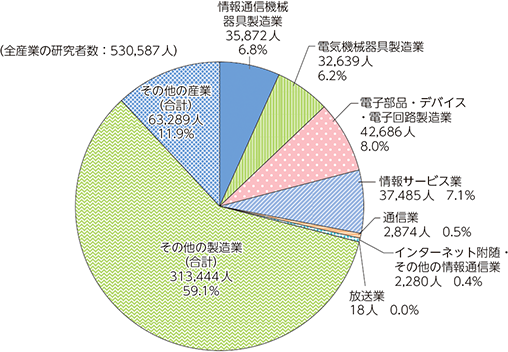 (全産業の研究者数：530,587人)
情報通信機械
器具製造業
35,872人
6.8%
電気機械器具製造業
32,639人
6.2%
電子部品・デバイス
・電子回路製造業
42,686人
8.0%
情報サービス業
37,485人 7.1%
通信業
2,874人 0.5%
インターネット附随・
その他の情報通信業
2,280人 0.4%
放送業
18人 0.0%
その他の製造業
(合計)
313,444人
59.1%
その他の産業
(合計)
63,289人
11.9%